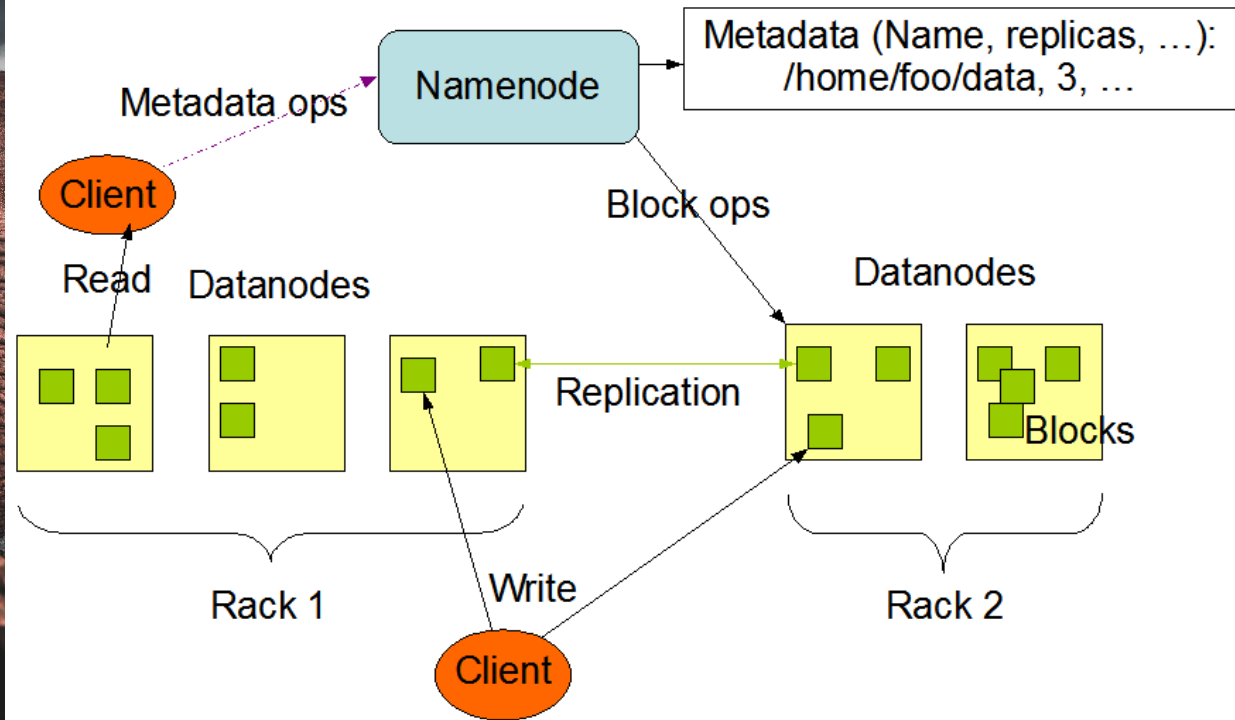 Metadata (Name, replicas, …):
/home/foo/data, 3, …
Namenode
Metadata ops
Client
Block ops
Read
Datanodes
Datanodes
Replication
Blocks
Rack 1
Write
Rack 2
Client